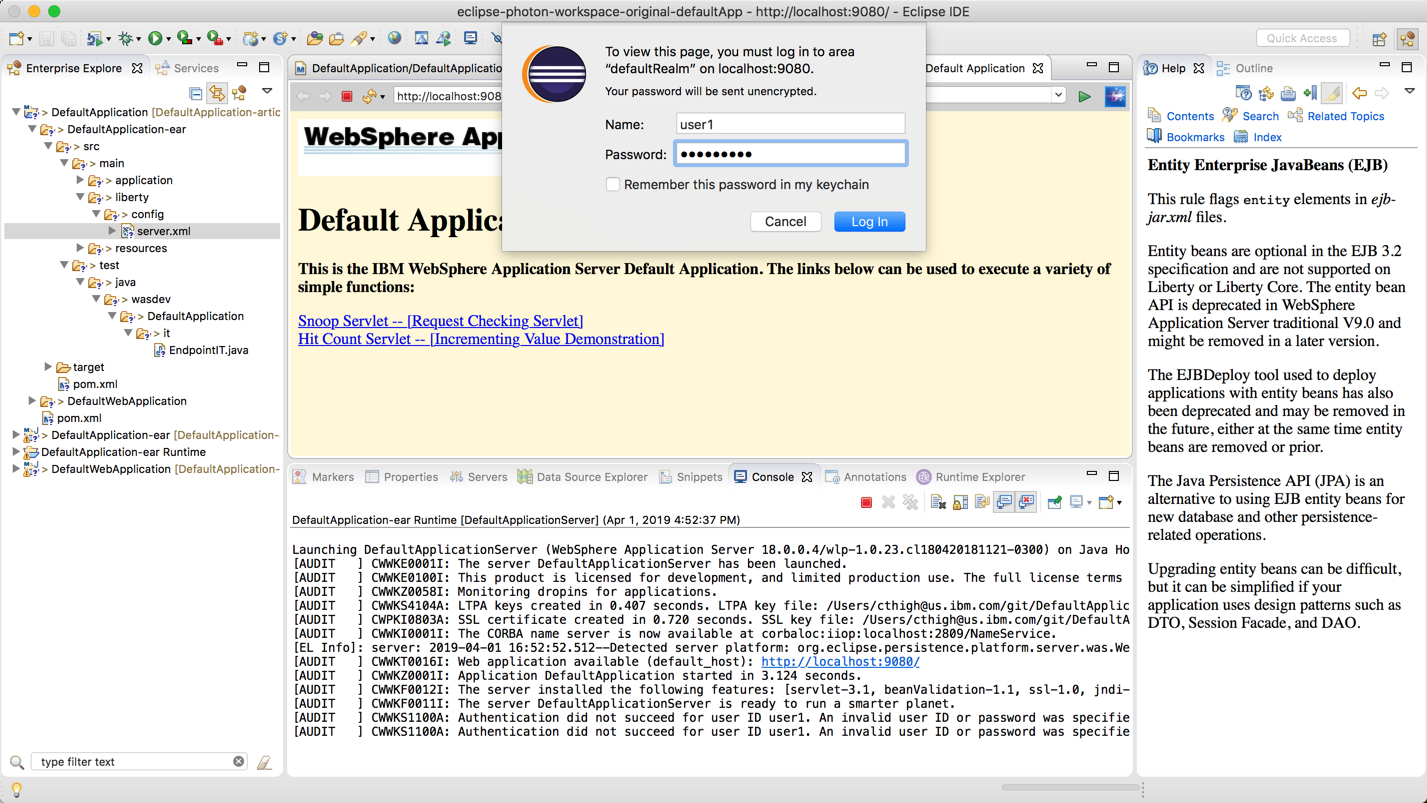 eclipse-photon-workspace-original-defaultApp - http://localhost:9080/ - Eclipse IDE
Quick Access
Enterprise Explore
Services
> DefaultApplication [DefaultApplication-artic
> DefaultApplication-ear
> src
> main
> application
> liberty
> config
> server.xml
> resources
> test
> java
> wasdev
> DefaultApplication
> it
EndpointIT.java
target
pom.xml
> DefaultWebApplication
pom.xml
> DefaultApplication-ear [DefaultApplication-
DefaultApplication-ear Runtime
> DefaultWebApplication [DefaultApplication-
type filter text
DefaultApplication/DefaultApplicatio
Default Application
http://localhost:908
WebSphere App
Default Applica
This is the IBM WebSphere Application Server Default Application. The links below can be used to execute a variety of
simple functions:
Snoop Servlet -- [Request Checking Servlet]
Hit Count Servlet -- [Incrementing Value Demonstration]
To view this page, you must log in to area
“defaultRealm” on localhost:9080.
Your password will be sent unencrypted.
Name: user1
Password: •••••••••
Remember this password in my keychain
Cancel
Log In
Markers
Properties
Servers
Data Source Explorer
Snippets
Console
Annotations
Runtime Explorer
DefaultApplication-ear Runtime [DefaultApplicationServer] (Apr 1, 2019 4:52:37 PM)
Launching DefaultApplicationServer (WebSphere Application Server 18.0.0.4/wlp-1.0.23.cl180420181121-0300) on Java Ho
[AUDIT   ] CWWKE0001I: The server DefaultApplicationServer has been launched.
[AUDIT   ] CWWKE0100I: This product is licensed for development, and limited production use. The full license terms
[AUDIT   ] CWWKZ0058I: Monitoring dropins for applications.
[AUDIT   ] CWWKS4104A: LTPA keys created in 0.407 seconds. LTPA key file: /Users/cthigh@us.ibm.com/git/DefaultApplic
[AUDIT   ] CWPKI0803A: SSL certificate created in 0.720 seconds. SSL key file: /Users/cthigh@us.ibm.com/git/DefaultA
[AUDIT   ] CWWKI0001I: The CORBA name server is now available at corbaloc:iiop:localhost:2809/NameService.
[EL Info]: server: 2019-04-01 16:52:52.512--Detected server platform: org.eclipse.persistence.platform.server.was.We
[AUDIT   ] CWWKT0016I: Web application available (default_host): http://localhost:9080/
[AUDIT   ] CWWKZ0001I: Application DefaultApplication started in 3.124 seconds.
[AUDIT   ] CWWKF0012I: The server installed the following features: [servlet-3.1, beanValidation-1.1, ssl-1.0, jndi-
[AUDIT   ] CWWKF0011I: The server DefaultApplicationServer is ready to run a smarter planet.
[AUDIT   ] CWWKS1100A: Authentication did not succeed for user ID user1. An invalid user ID or password was specifie
[AUDIT   ] CWWKS1100A: Authentication did not succeed for user ID user1. An invalid user ID or password was specifie
Help
Outline
Contents
Search
Related Topics
Bookmarks
Index
Entity Enterprise JavaBeans (EJB)
This rule flags entity elements in ejb-
jar.xml files.
Entity beans are optional in the EJB 3.2
specification and are not supported on
Liberty or Liberty Core. The entity bean
API is deprecated in WebSphere
Application Server traditional V9.0 and
might be removed in a later version.
The EJBDeploy tool used to deploy
applications with entity beans has also
been deprecated and may be removed in
the future, either at the same time entity
beans are removed or prior.
The Java Persistence API (JPA) is an
alternative to using EJB entity beans for
new database and other persistence-
related operations.
Upgrading entity beans can be difficult,
but it can be simplified if your
application uses design patterns such as
DTO, Session Facade, and DAO.